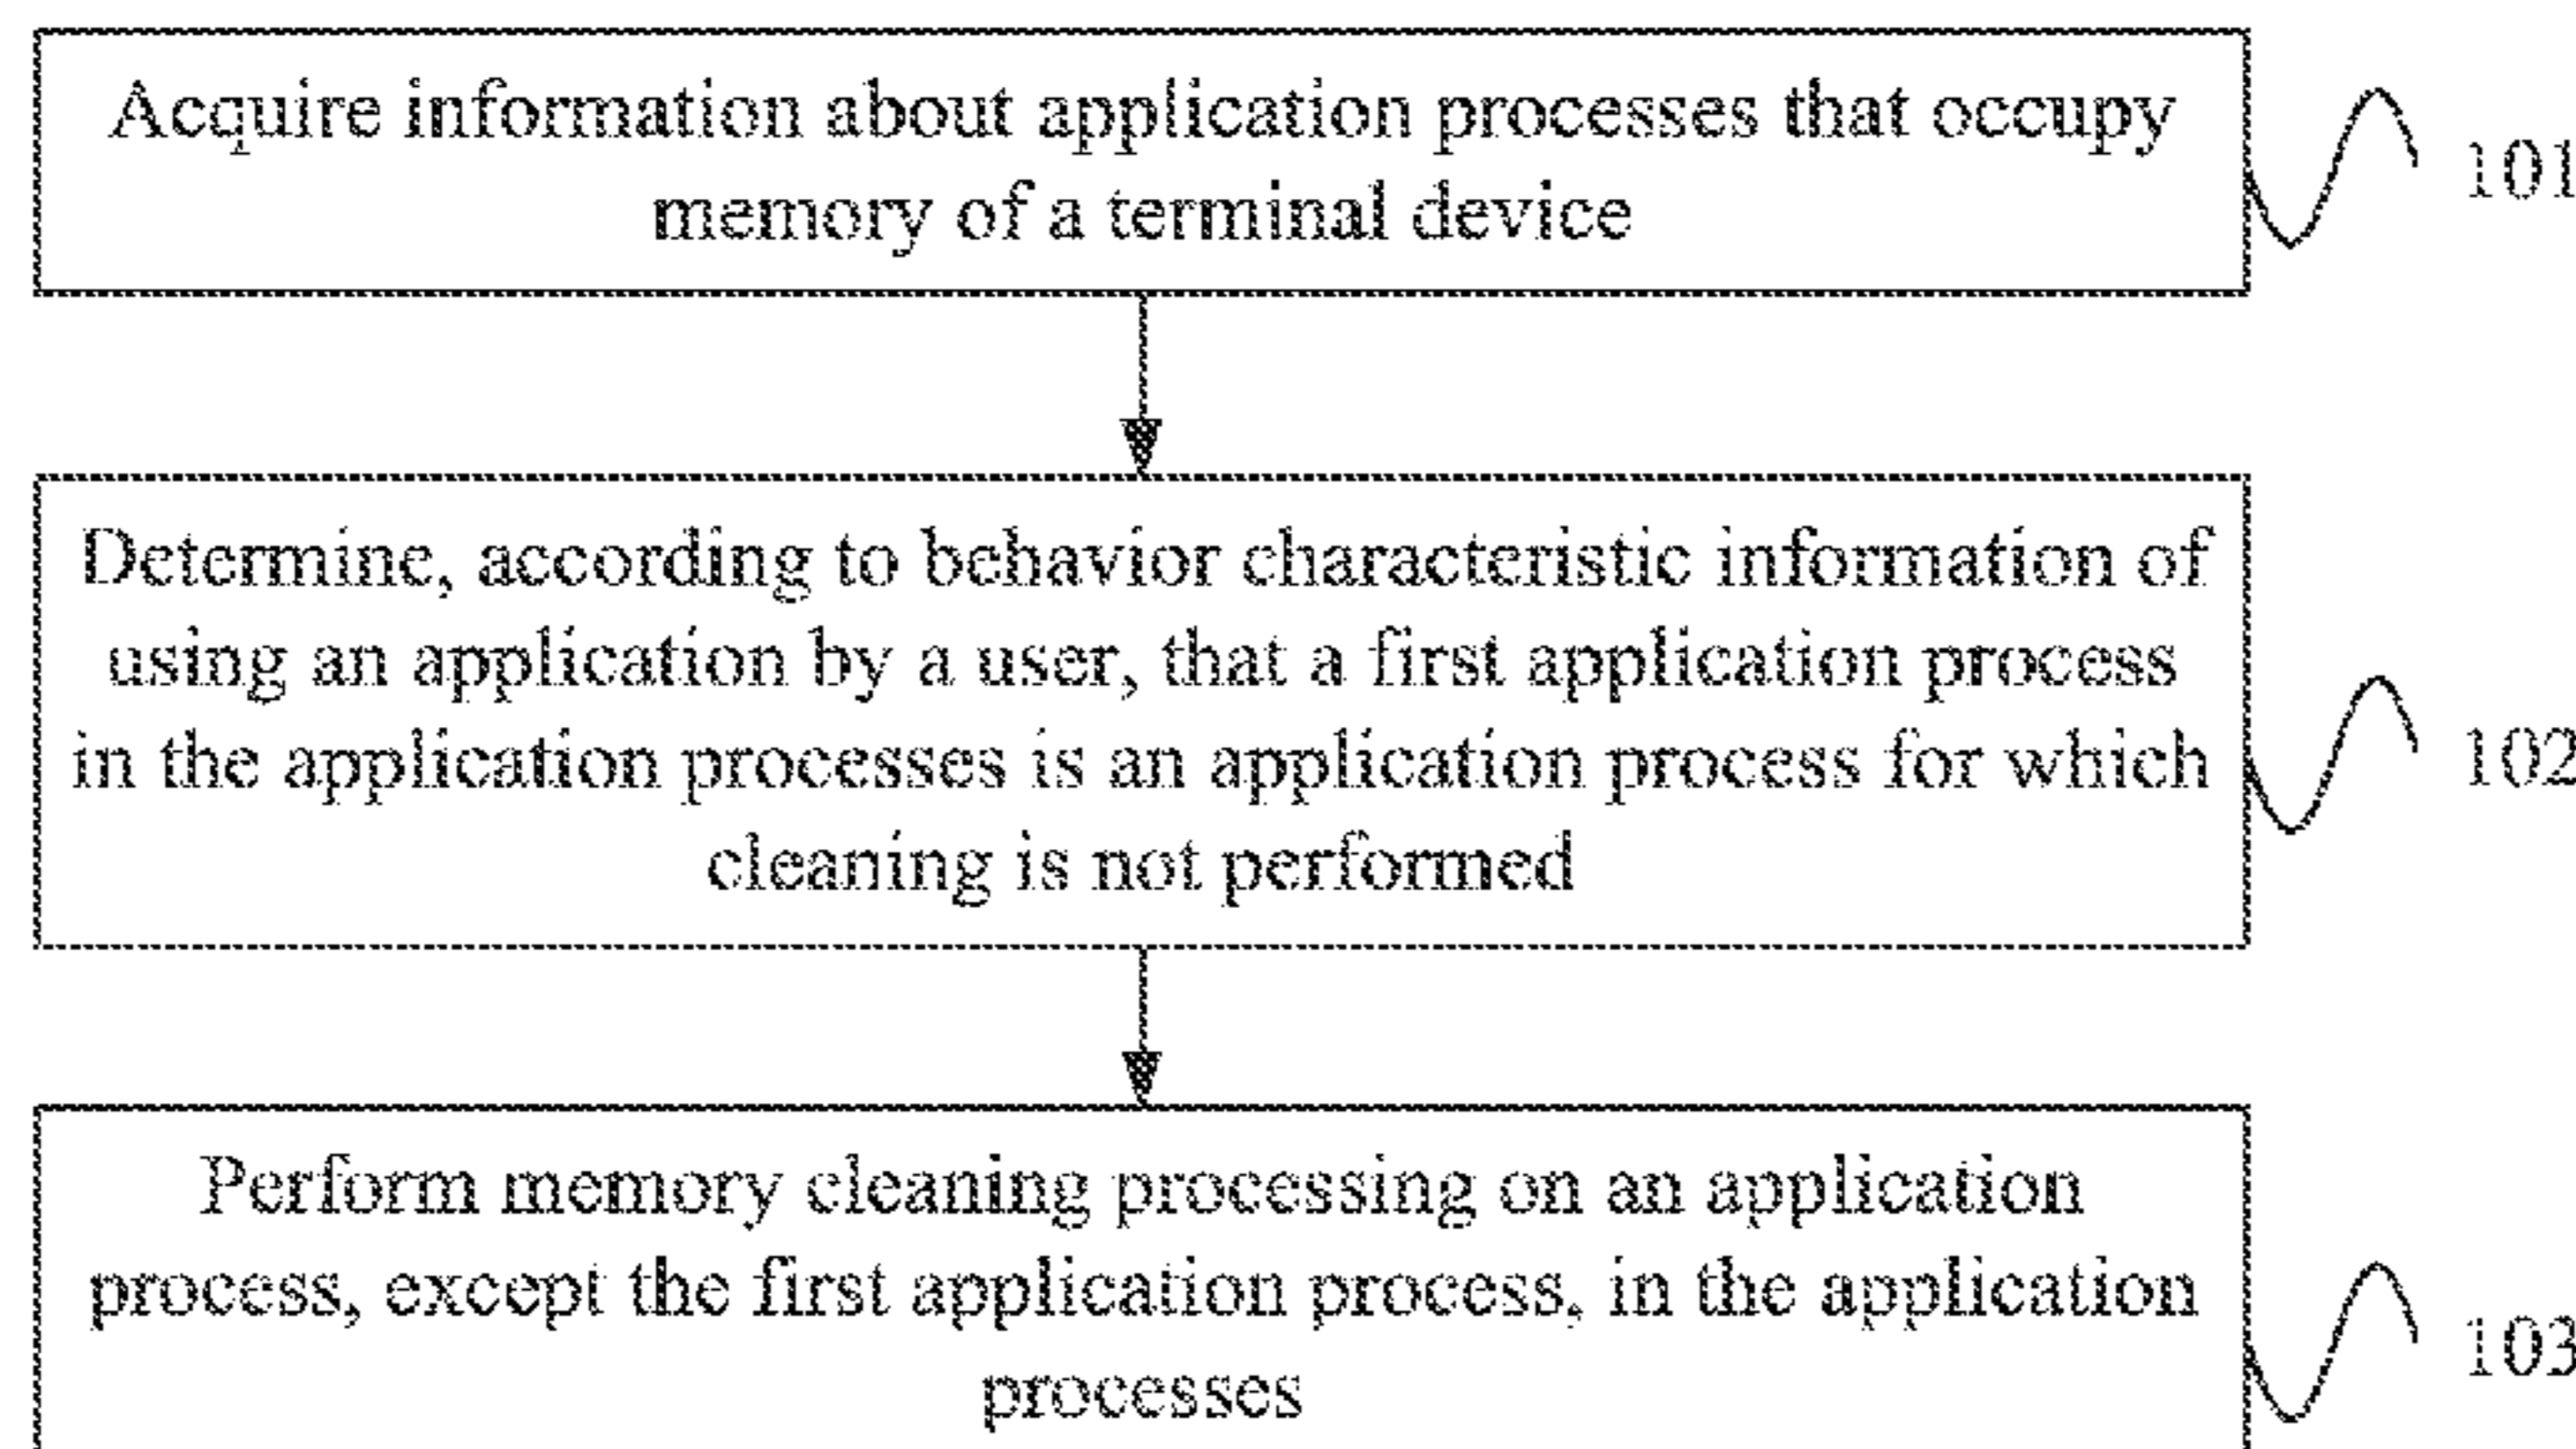 Acquire information about application processes that occupy
memory of a terminal device
101
Determine, according to behavior characteristic information of
using an application by a user, that a first application process
in the application processes is an application process for which
cleaning is not performed
102
Perform memory cleaning processing on an application
process, except the first application process, in the application
processes
103